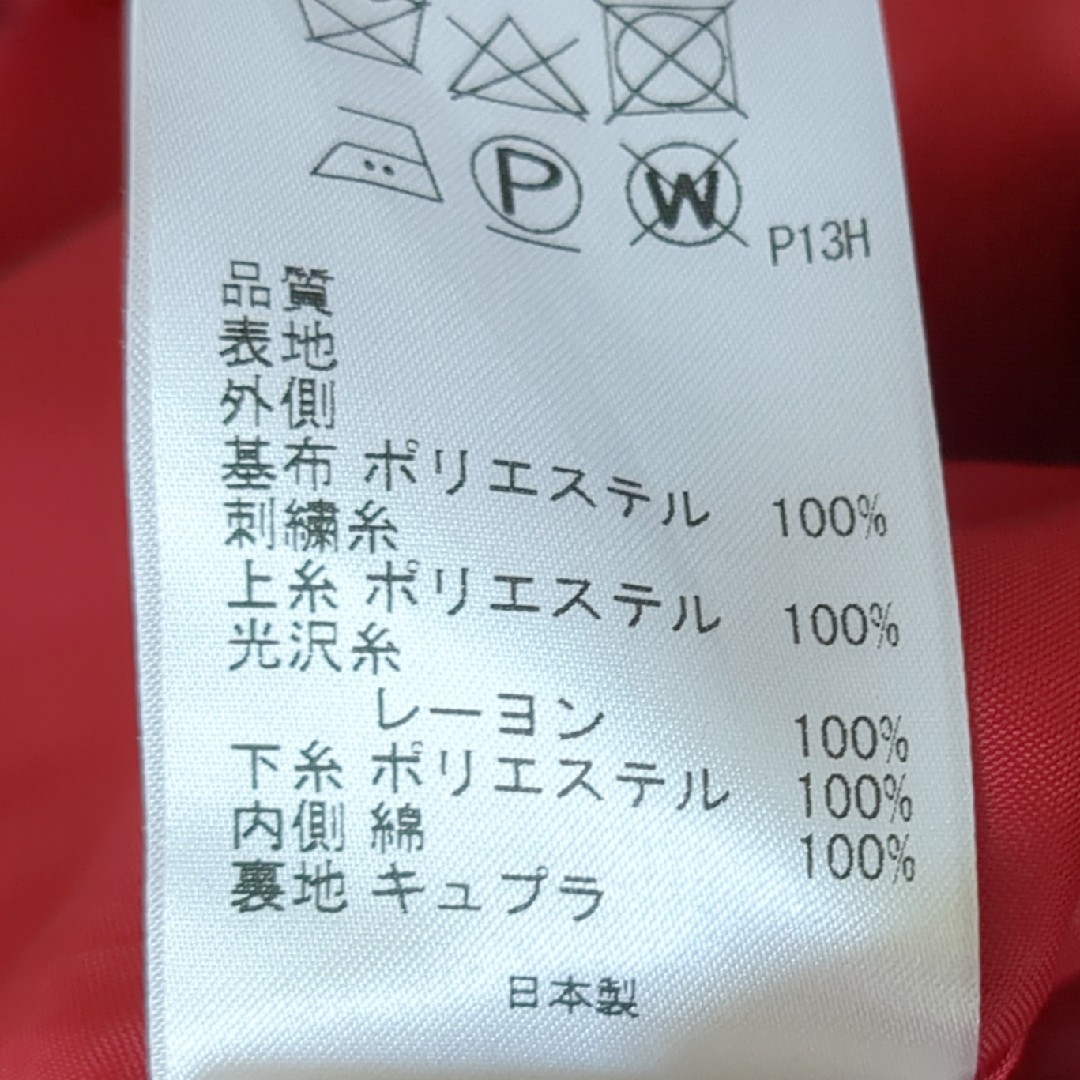 P
W
P13H
品質
表地
外側
基布 ポリエステル 100%
刺繍糸
上糸 ポリエステル 100%
光沢糸
レーヨン 100%
下糸 ポリエステル 100%
内側 綿 100%
裏地 キュプラ
日本製